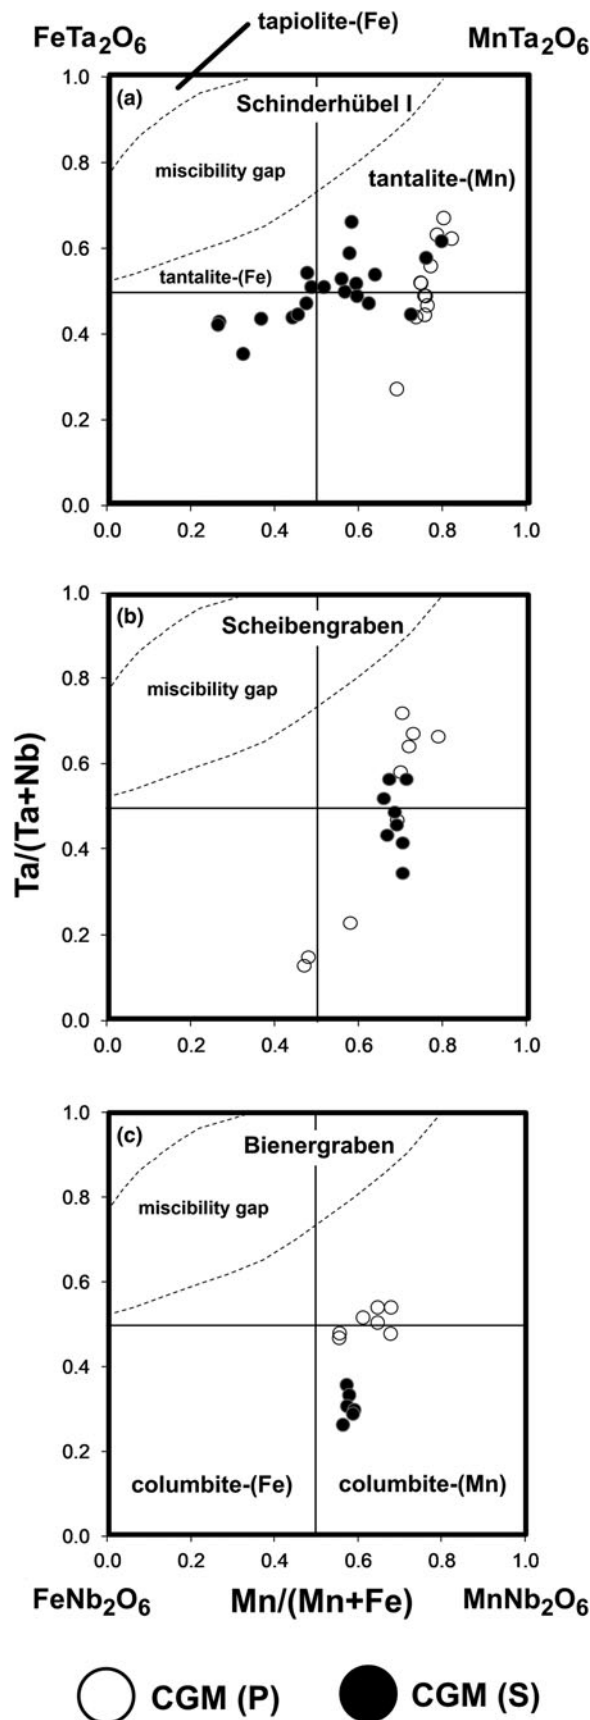 tapiolite-(Fe)
FeTa2O6
MnTa2O6
1.0
(a)
Schinderhübel I
0.8
miscibility gap
tantalite-(Mn)
0.6
tantalite-(Fe)
0.4
0.2
0.0
0.0 0.2 0.4 0.6 0.8 1.0
1.0
(b)
Scheibengraben
0.8
miscibility gap
0.6
0.4
0.2
0.0
0.0 0.2 0.4 0.6 0.8 1.0
Ta/(Ta+Nb)
1.0
(c)
Bienergraben
0.8
miscibility gap
0.6
0.4
0.2
columbite-(Fe) columbite-(Mn)
0.0
0.0 0.2 0.4 0.6 0.8 1.0
FeNb2O6 Mn/(Mn+Fe) MnNb2O6
CGM (P) CGM (S)